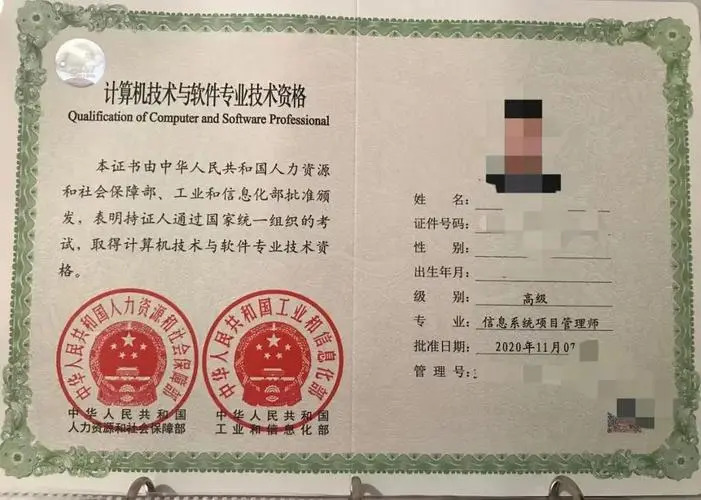 计算机技术与软件专业技术资格
Qualification of Computer and Software Professional
本证书由中华人民共和国人力资源
和社会保障部、工业和信息化部批准颁
发，表明持证人通过国家统一组织的考
试，取得计算机技术与软件专业技术资
格。
中华人民共和国人力资源和社会保障部
中华人民共和国工业和信息化部
中华人民共和国
人力资源和社会保障部
中华人民共和国
工业和信息化部
姓 名：
证件号码：
性 别：
出生年月：
级 别： 高级
专 业： 信息系统项目管理师
批准日期： 2020年11月07
管 理 号：